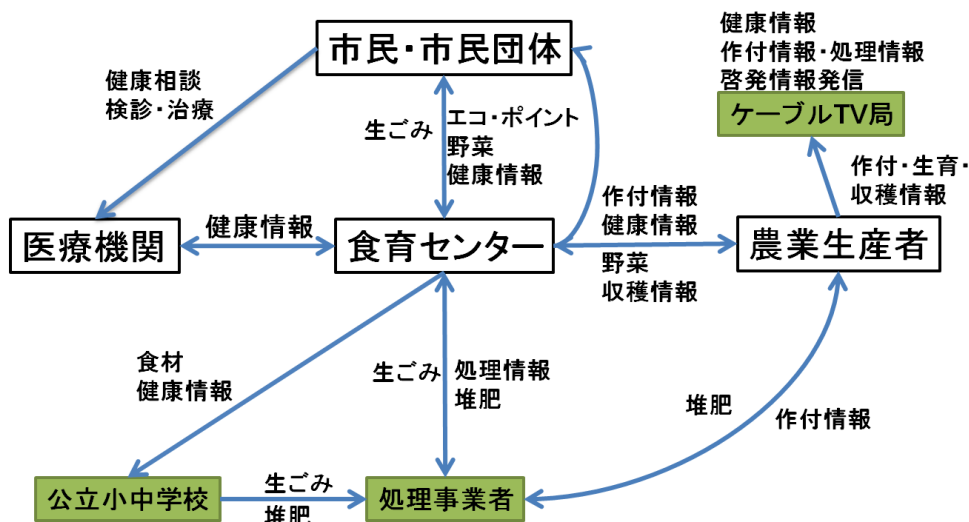 市民・市民団体
健康情報
作付情報・処理情報
啓発情報発信
ケーブルTV局
健康相談
検診・治療
生ごみ
エコ・ポイント
野菜
健康情報
作付・生育・
収穫情報
医療機関
健康情報
食育センター
作付情報
健康情報
野菜
収穫情報
農業生産者
食材
健康情報
生ごみ
処理情報
堆肥
堆肥
作付情報
公立小中学校
生ごみ
堆肥
処理事業者